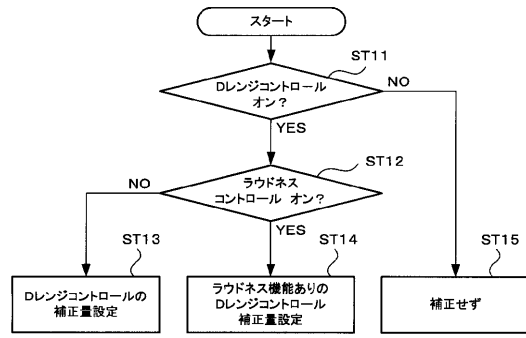 スタート
ST11
Dレンジコントロール
オン？
NO
YES
ST12
ラウドネス
コントロール オン？
NO
YES
ST13
ST14
ST15
Dレンジコントロールの
補正量設定
ラウドネス機能ありの
Dレンジコントロール
補正量設定
補正せず